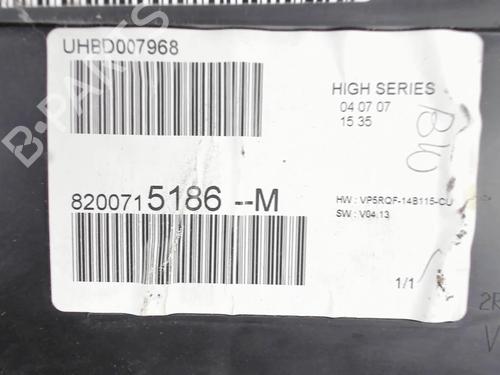 B-PARTS
UHBD007968
HIGH SERIES
04 07 07
15 35
8200715186 --M
HW : VP5RQF-14B115-CU
SW : V04.13
1/1